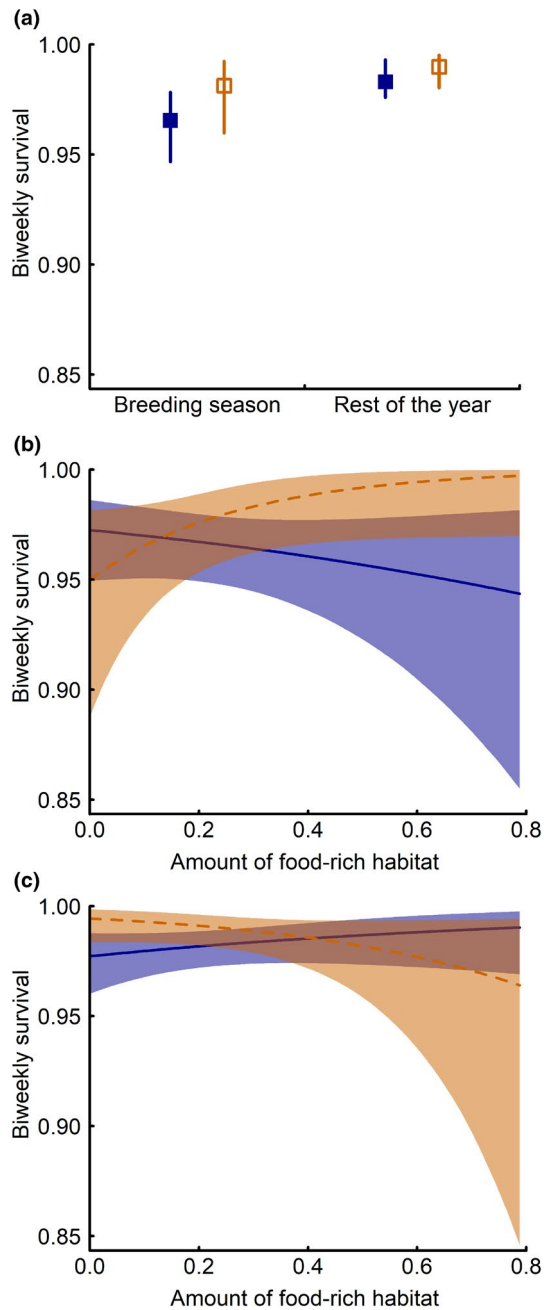 (a)
1.00
0.95
0.90
0.85
Biweekly survival
Breeding season Rest of the year
(b)
1.00
0.95
0.90
0.85
Biweekly survival
0.0 0.2 0.4 0.6 0.8
Amount of food-rich habitat
(c)
1.00
0.95
0.90
0.85
Biweekly survival
0.0 0.2 0.4 0.6 0.8
Amount of food-rich habitat